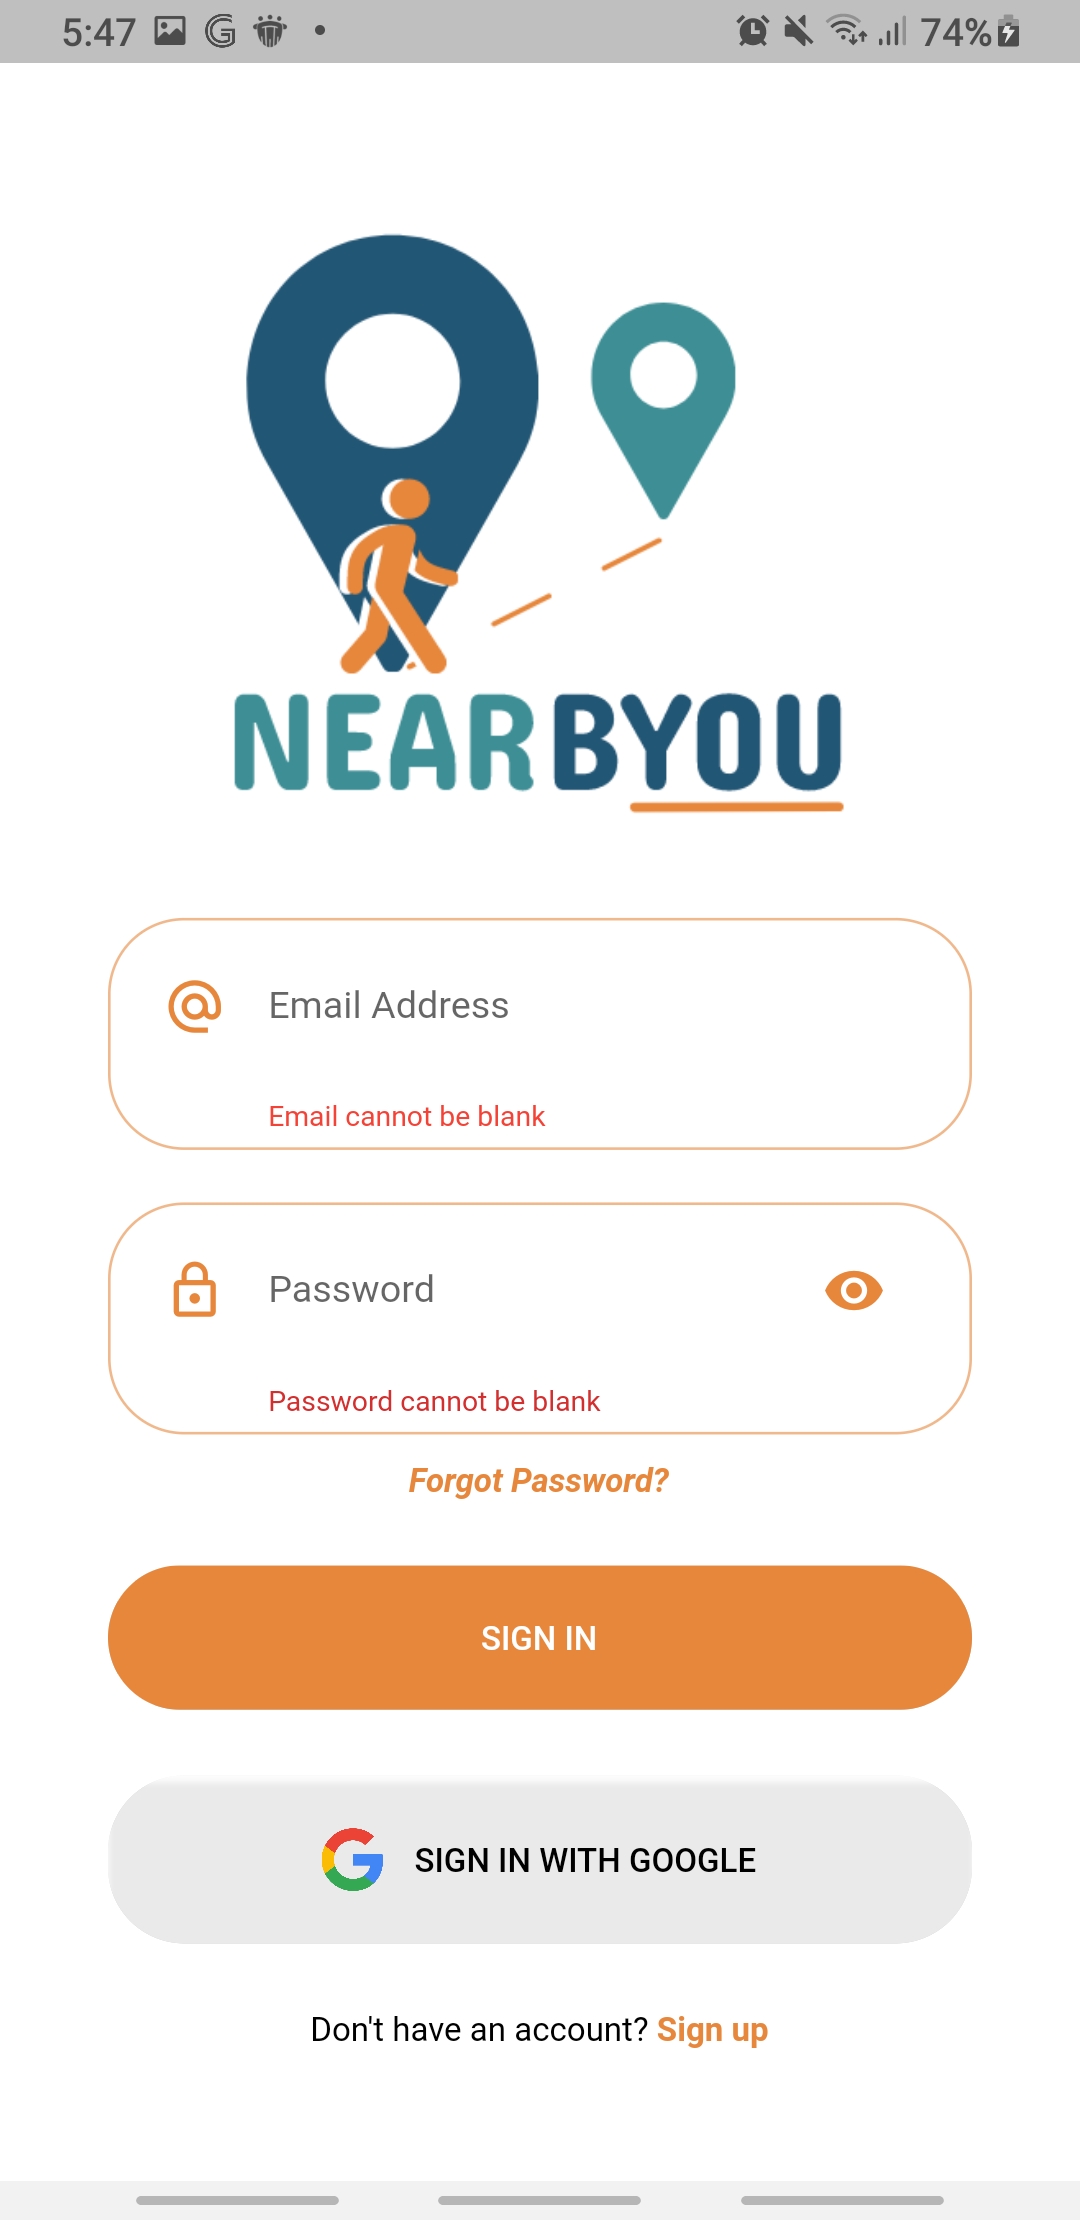 5:47 74%
NEARBYOU
Email Address
Email cannot be blank
Password
Password cannot be blank
Forgot Password?
SIGN IN
SIGN IN WITH GOOGLE
Don't have an account? Sign up